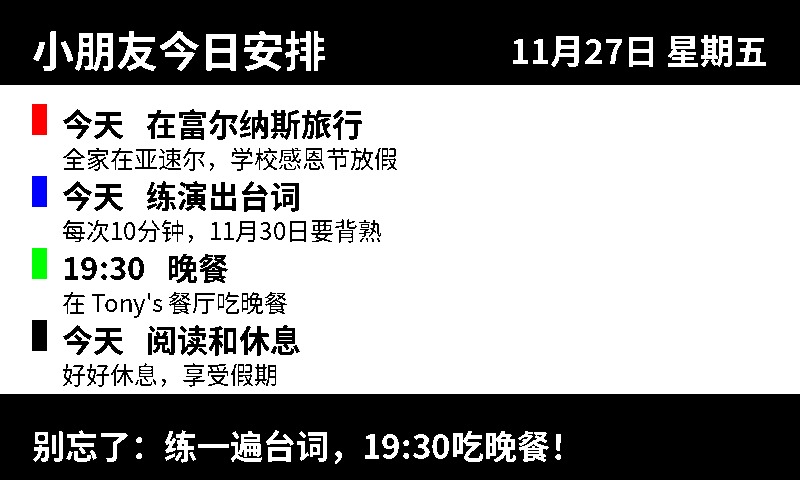 小朋友今日安排
11月27日 星期五
今天 在富尔纳斯旅行
全家在亚速尔，学校感恩节放假
今天 练演出台词
每次10分钟，11月30日要背熟
19:30 晚餐
在 Tony's 餐厅吃晚餐
今天 阅读和休息
好好休息，享受假期
别忘了：练一遍台词，19:30吃晚餐！